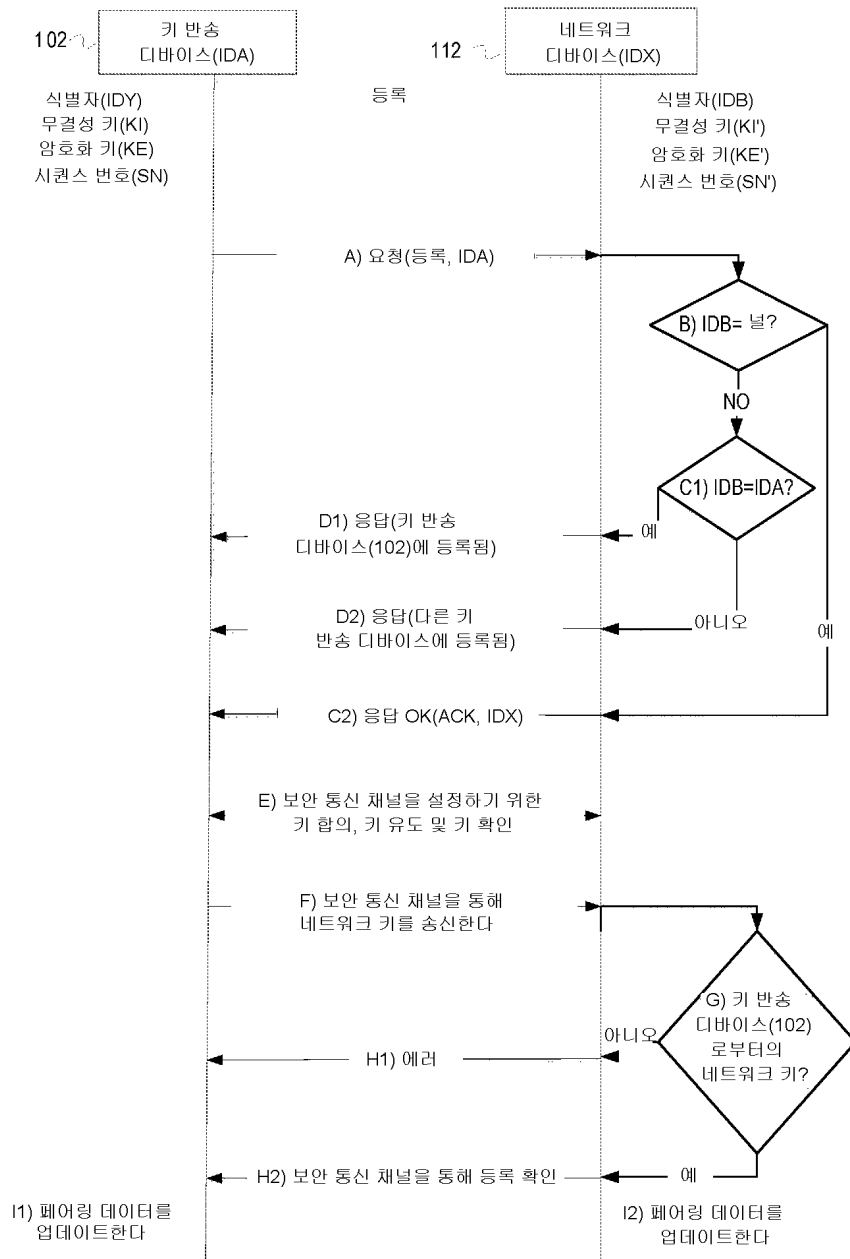 102
키 반송
디바이스(IDA)
112
네트워크
디바이스(IDX)
등록
식별자(IDY)
무결성 키(KI)
암호화 키(KE)
시퀀스 번호(SN)
식별자(IDB)
무결성 키(KI')
암호화 키(KE')
시퀀스 번호(SN')
A) 요청(등록, IDA)
B) IDB= 널?
NO
C1) IDB=IDA?
D1) 응답(키 반송
디바이스(102)에 등록됨)
예
D2) 응답(다른 키
반송 디바이스에 등록됨)
아니오
예
C2) 응답 OK(ACK, IDX)
E) 보안 통신 채널을 설정하기 위한
키 합의, 키 유도 및 키 확인
F) 보안 통신 채널을 통해
네트워크 키를 송신한다
G) 키 반송
디바이스(102)
로부터의
네트워크 키?
아니오
H1) 에러
H2) 보안 통신 채널을 통해 등록 확인
예
I1) 페어링 데이터를
업데이트한다
I2) 페어링 데이터를
업데이트한다